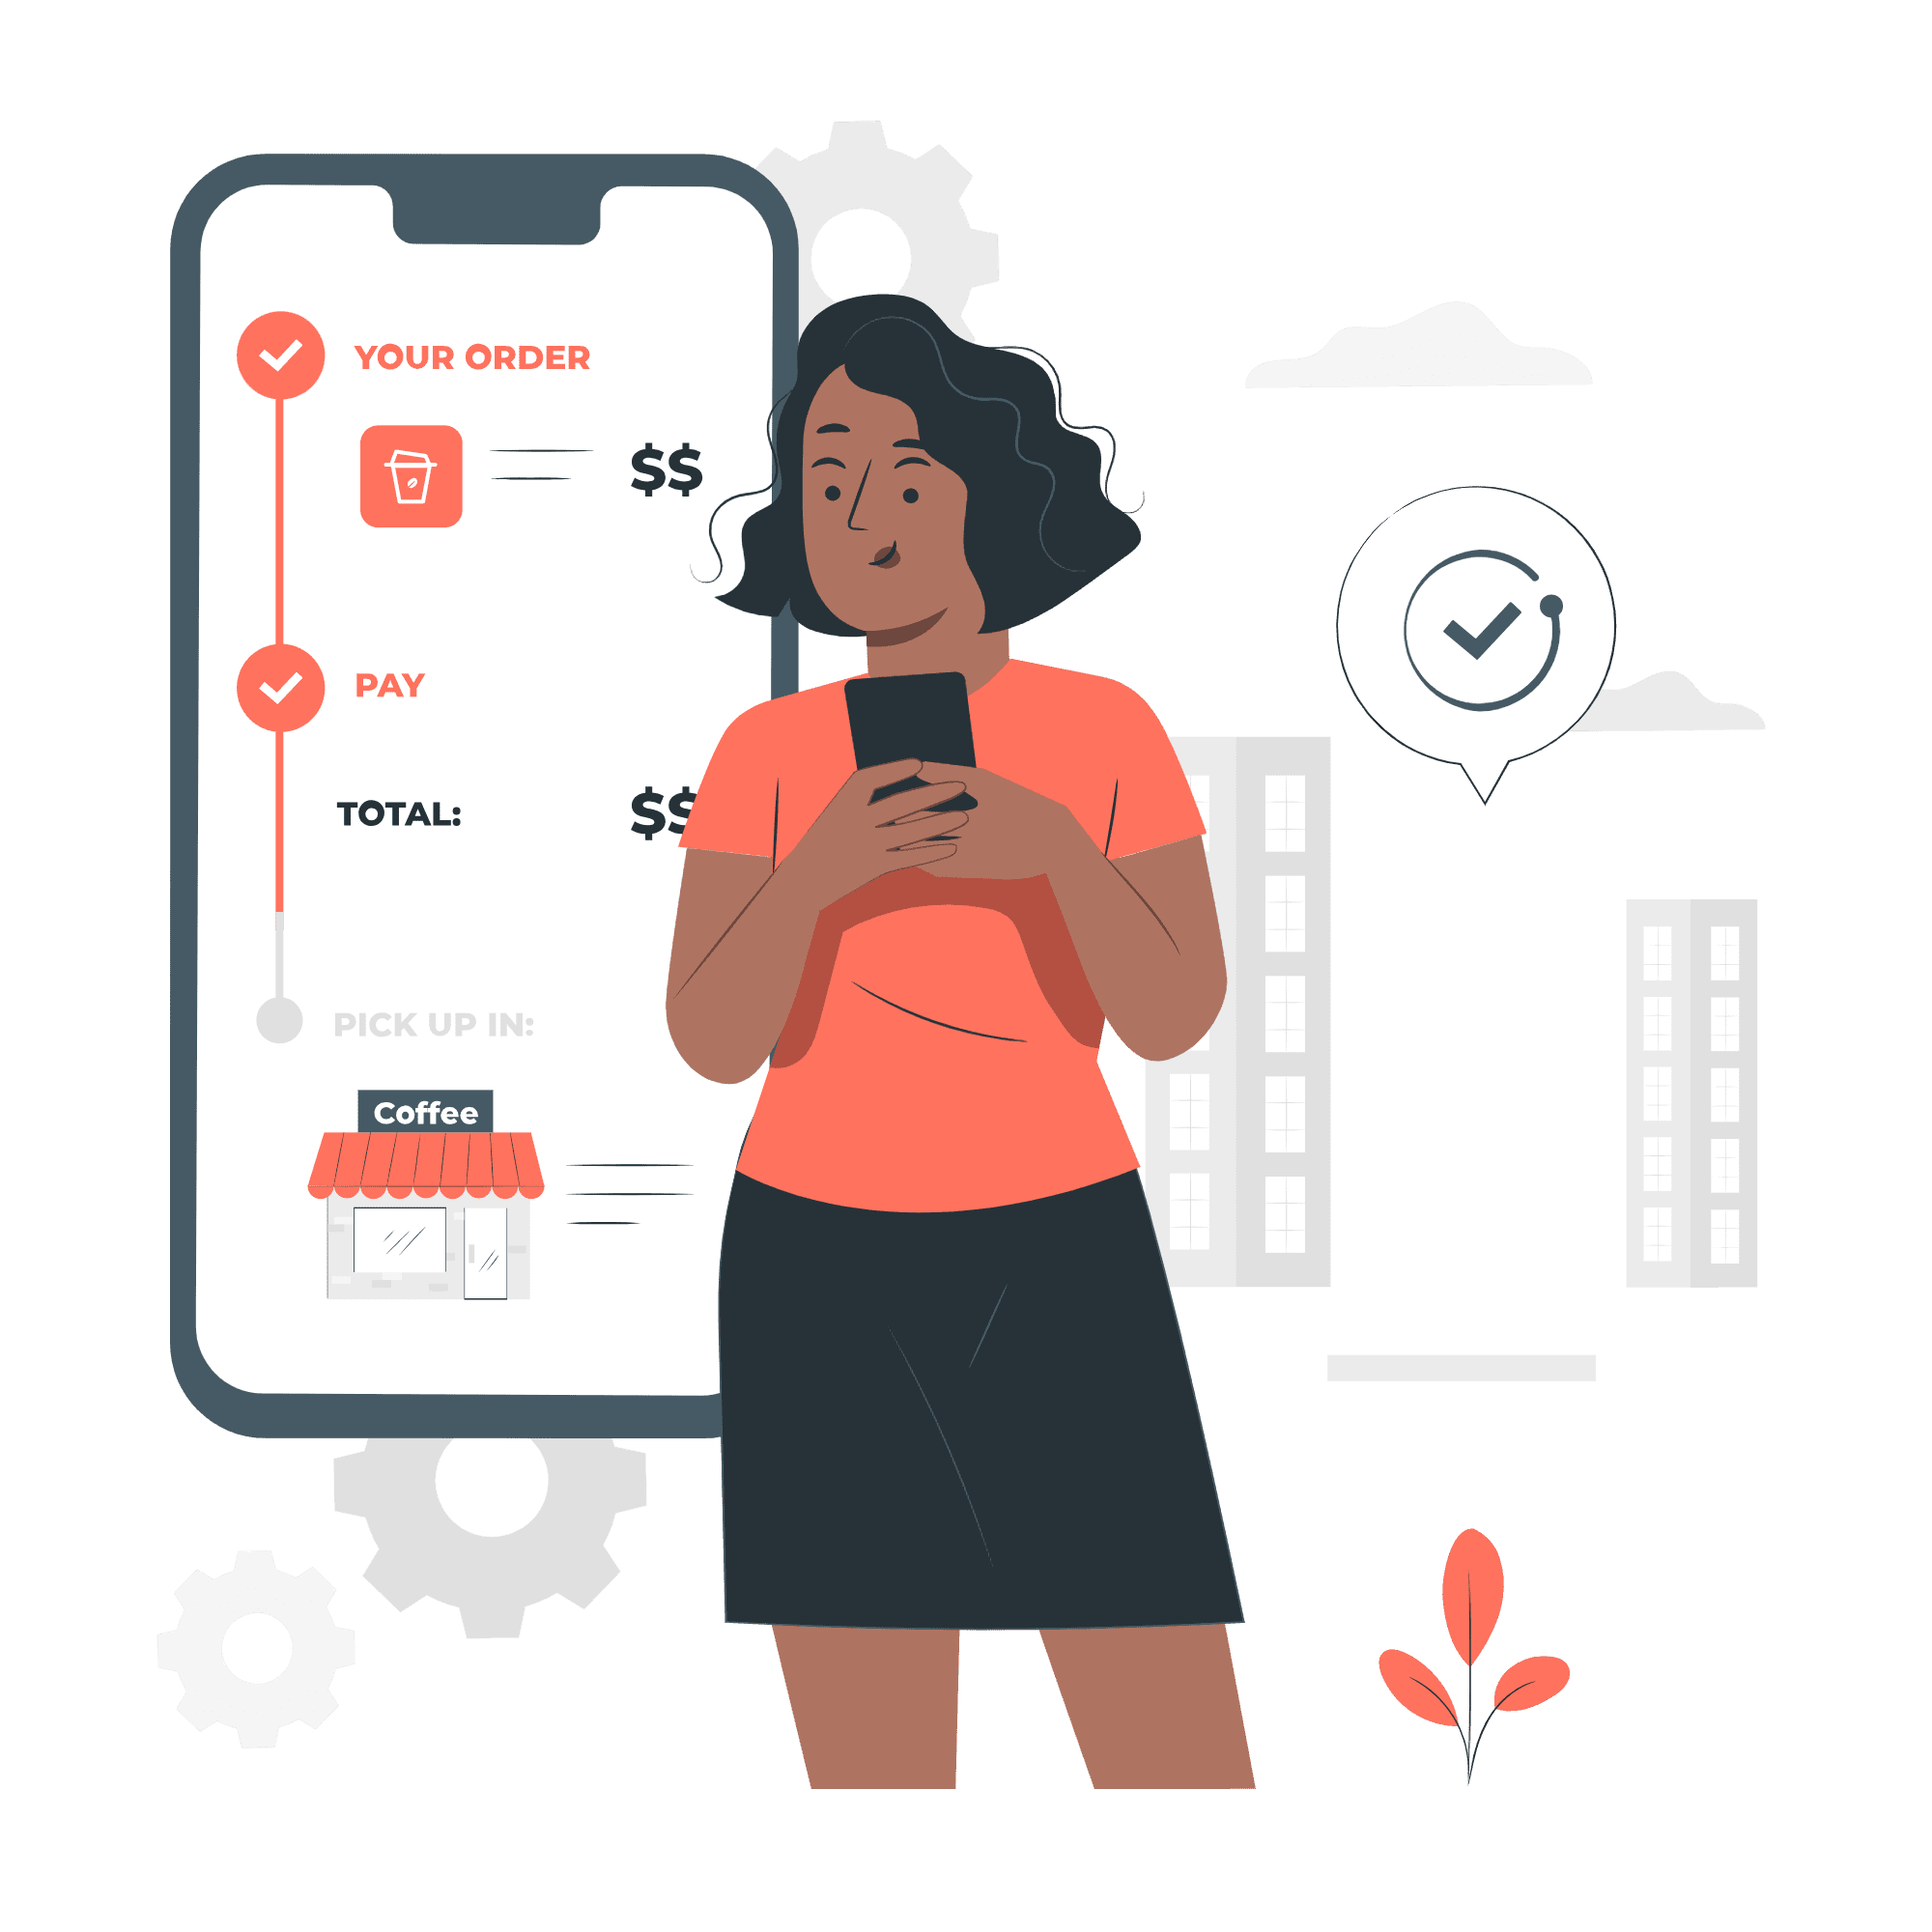 YOUR ORDER
$$
PAY
TOTAL:
$$
PICK UP IN:
Coffee